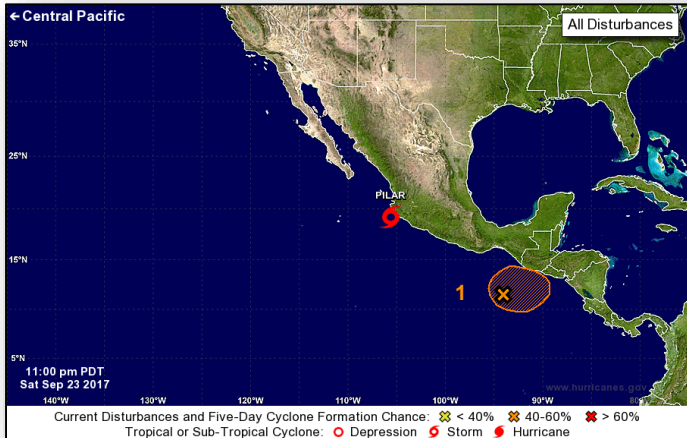 ← Central Pacific
All Disturbances
35°N
25°N
PILAR
15°N
1
5°N
11:00 pm PDT
Sat Sep 23 2017
www.hurricanes.gov
140°W 130°W 120°W 110°W 100°W 90°W 80°W
Current Disturbances and Five-Day Cyclone Formation Chance: < 40% 40-60% > 60%
Tropical or Sub-Tropical Cyclone: Depression Storm Hurricane